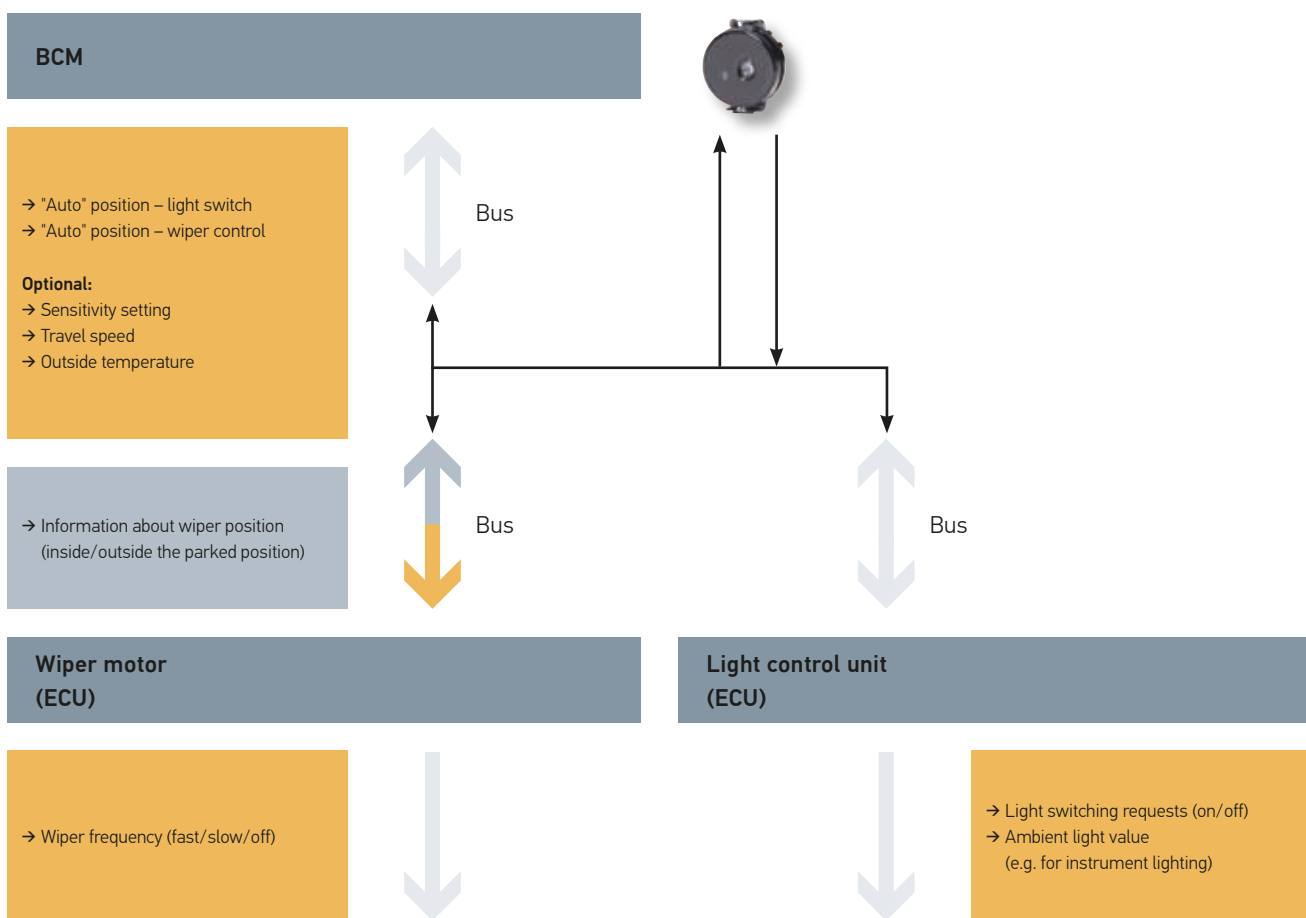 BCM
→ "Auto" position – light switch
→ "Auto" position – wiper control
Optional:
→ Sensitivity setting
→ Travel speed
→ Outside temperature
Bus
→ Information about wiper position
(inside/outside the parked position)
Bus
Bus
Wiper motor
(ECU)
Light control unit
(ECU)
→ Wiper frequency (fast/slow/off)
→ Light switching requests (on/off)
→ Ambient light value
(e.g. for instrument lighting)